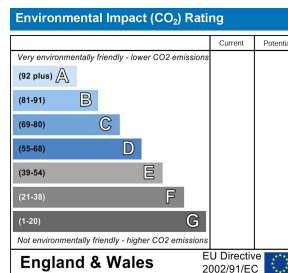 Environmental Impact (CO₂) Rating
Current
Potential
Very environmentally friendly - lower CO2 emissions
(92 plus) A
(81-91) B
(69-80) C
(55-68) D
(39-54) E
(21-38) F
(1-20) G
Not environmentally friendly - higher CO2 emissions
England & Wales
EU Directive
2002/91/EC